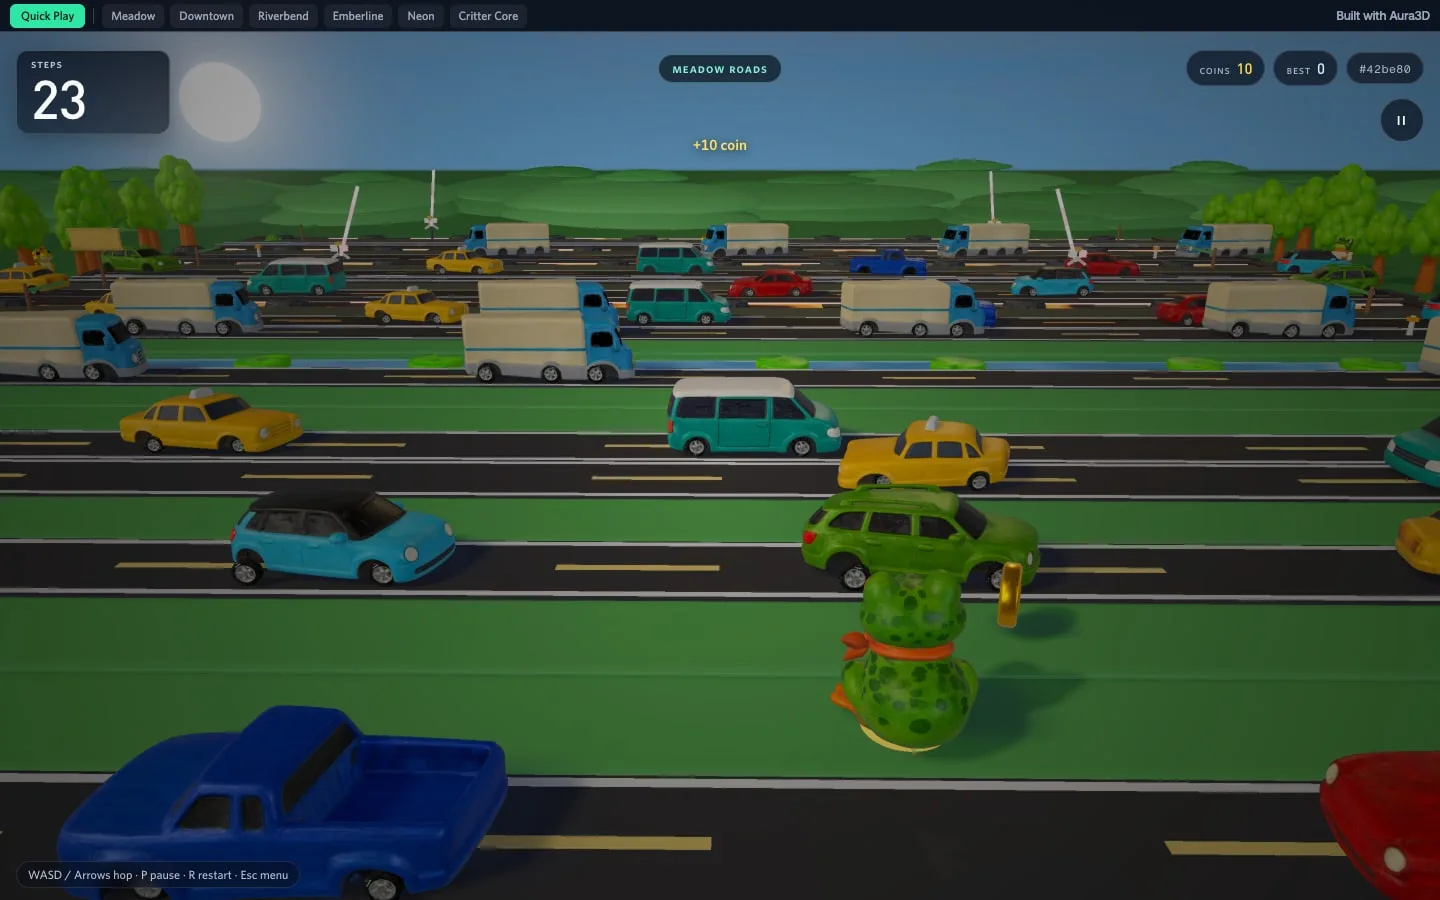 Quick Play
Meadow
Downtown
Riverbend
Emberline
Neon
Critter Core
Built with Aura3D
STEPS
23
MEADOW ROADS
COINS 10
BEST 0
#42be80
+10 coin
WASD / Arrows hop · P pause · R restart · Esc menu